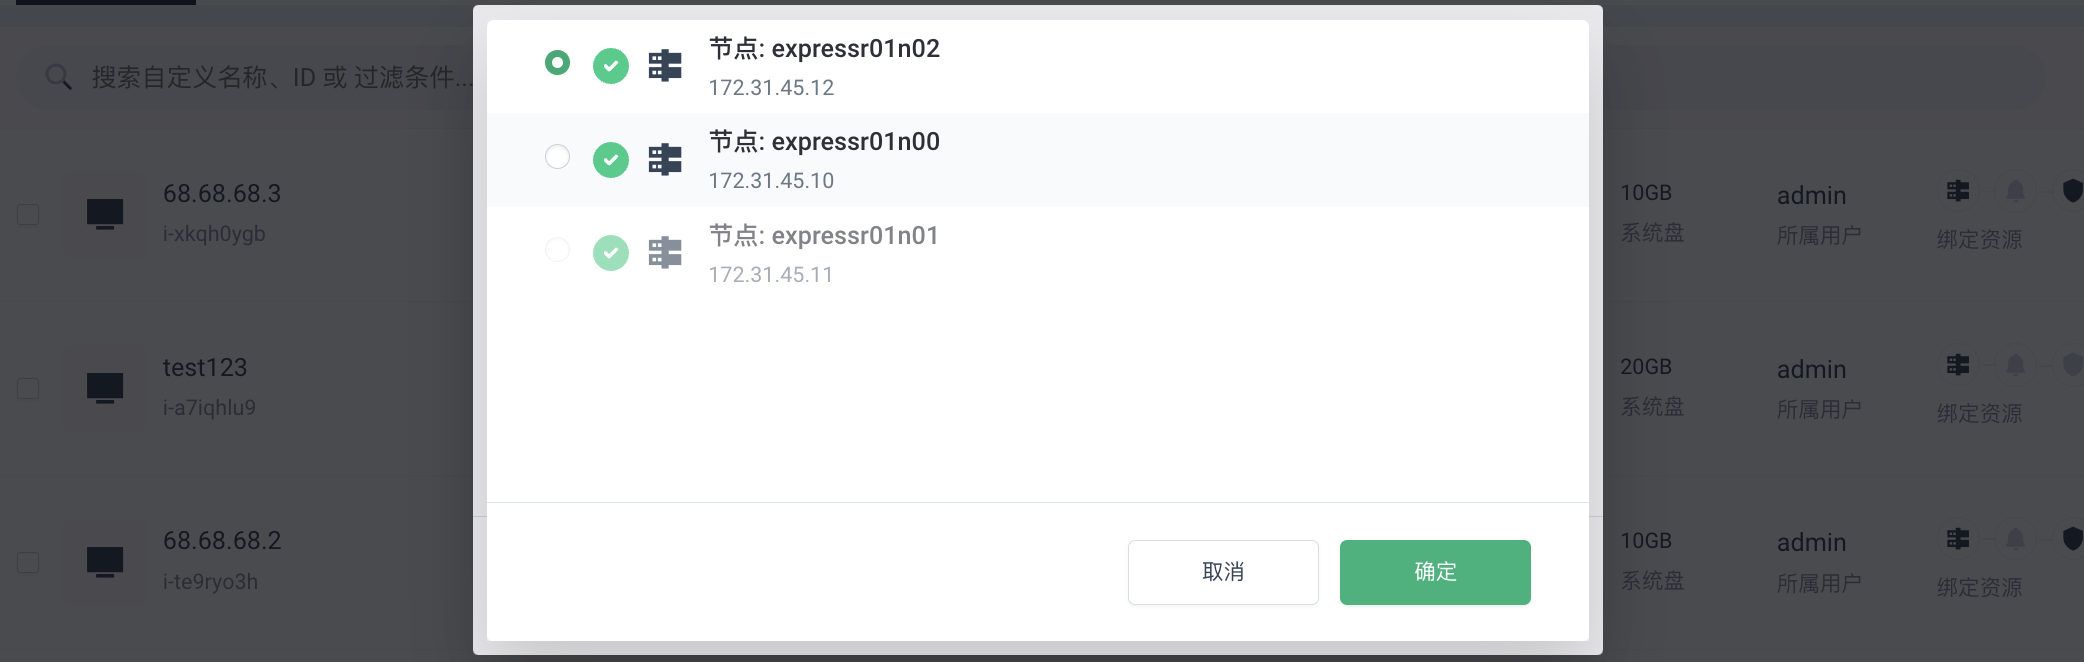 节点: expressr01n02
172.31.45.12
节点: expressr01n00
172.31.45.10
节点: expressr01n01
172.31.45.11
取消
确定
搜索自定义名称、ID 或 过滤条件...
68.68.68.3
i-xkqh0ygb
10GB
系统盘
admin
所属用户
绑定资源
test123
i-a7iqhlu9
20GB
系统盘
admin
所属用户
绑定资源
68.68.68.2
i-te9ryo3h
10GB
系统盘
admin
所属用户
绑定资源